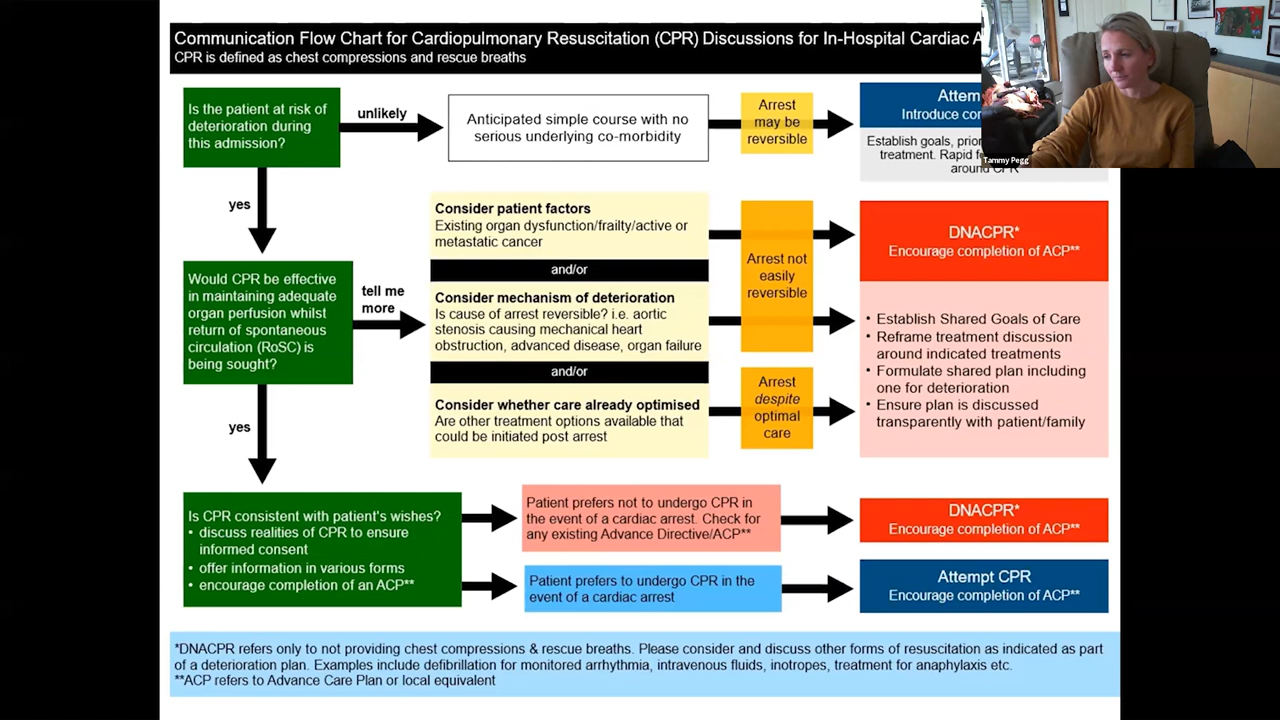 Communication Flow Chart for Cardiopulmonary Resuscitation (CPR) Discussions for In-Hospital Cardiac
CPR is defined as chest compressions and rescue breaths
Tammy Pegg
Is the patient at risk of
deterioration during
this admission?
unlikely
Anticipated simple course with no
serious underlying co-morbidity
Arrest
may be
reversible
Establish goals,
treatment. Rapid
around CPR
yes
Would CPR be effective
in maintaining adequate
organ perfusion whilst
return of spontaneous
circulation (RoSC) is
being sought?
tell me
more
Consider patient factors
Existing organ dysfunction/frailty/active or
metastatic cancer
and/or
Consider mechanism of deterioration
Is cause of arrest reversible? i.e. aortic
stenosis causing mechanical heart
obstruction, advanced disease, organ failure
and/or
Consider whether care already optimised
Are other treatment options available that
could be initiated post arrest
Arrest not
easily
reversible
Arrest
despite
optimal
care
DNACPR*
Encourage completion of ACP**
• Establish Shared Goals of Care
• Reframe treatment discussion
around indicated treatments
• Formulate shared plan including
one for deterioration
• Ensure plan is discussed
transparently with patient/family
yes
Is CPR consistent with patient's wishes?
• discuss realities of CPR to ensure
informed consent
• offer information in various forms
• encourage completion of an ACP**
Patient prefers not to undergo CPR in
the event of a cardiac arrest. Check for
any existing Advance Directive/ACP**
DNACPR*
Encourage completion of ACP**
Patient prefers to undergo CPR in the
event of a cardiac arrest
Attempt CPR
Encourage completion of ACP**
*DNACPR refers only to not providing chest compressions & rescue breaths. Please consider and discuss other forms of resuscitation as indicated as part
of a deterioration plan. Examples include defibrillation for monitored arrhythmia, intravenous fluids, inotropes, treatment for anaphylaxis etc.
**ACP refers to Advance Care Plan or local equivalent